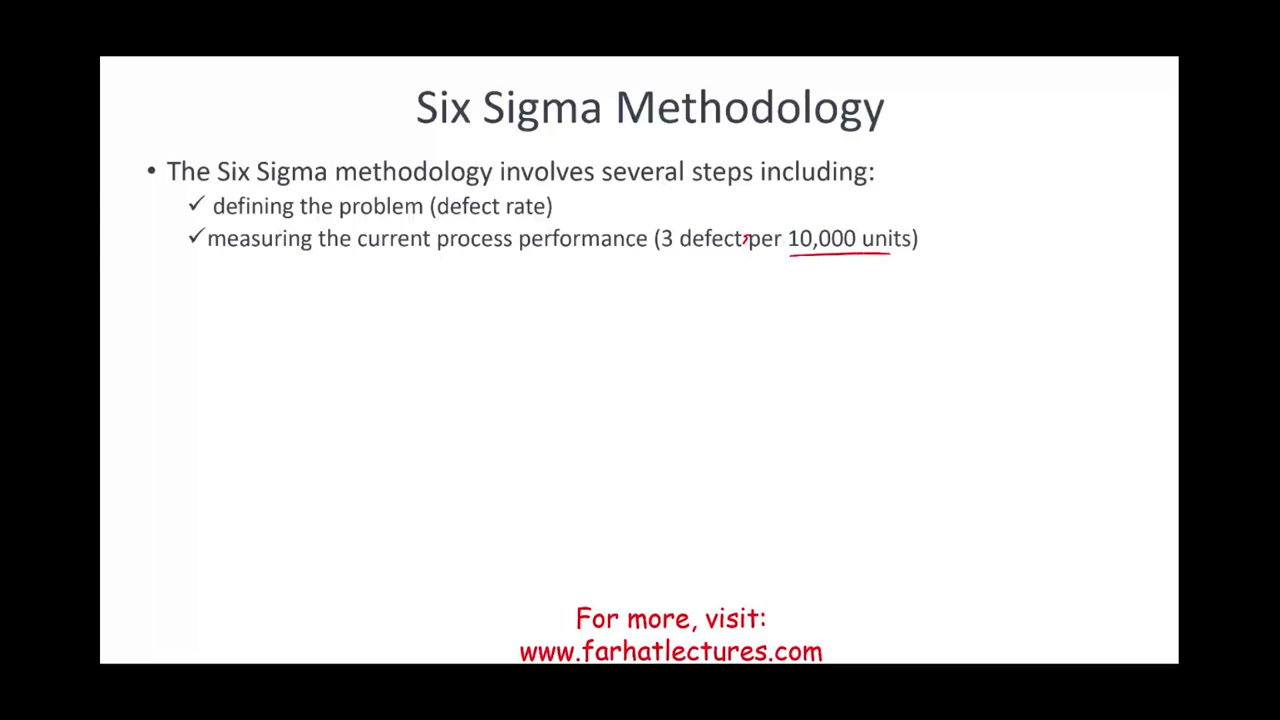 Six Sigma Methodology
• The Six Sigma methodology involves several steps including:
✓ defining the problem (defect rate)
✓measuring the current process performance (3 defect per 10,000 units)
For more, visit:
www.farhatlectures.com